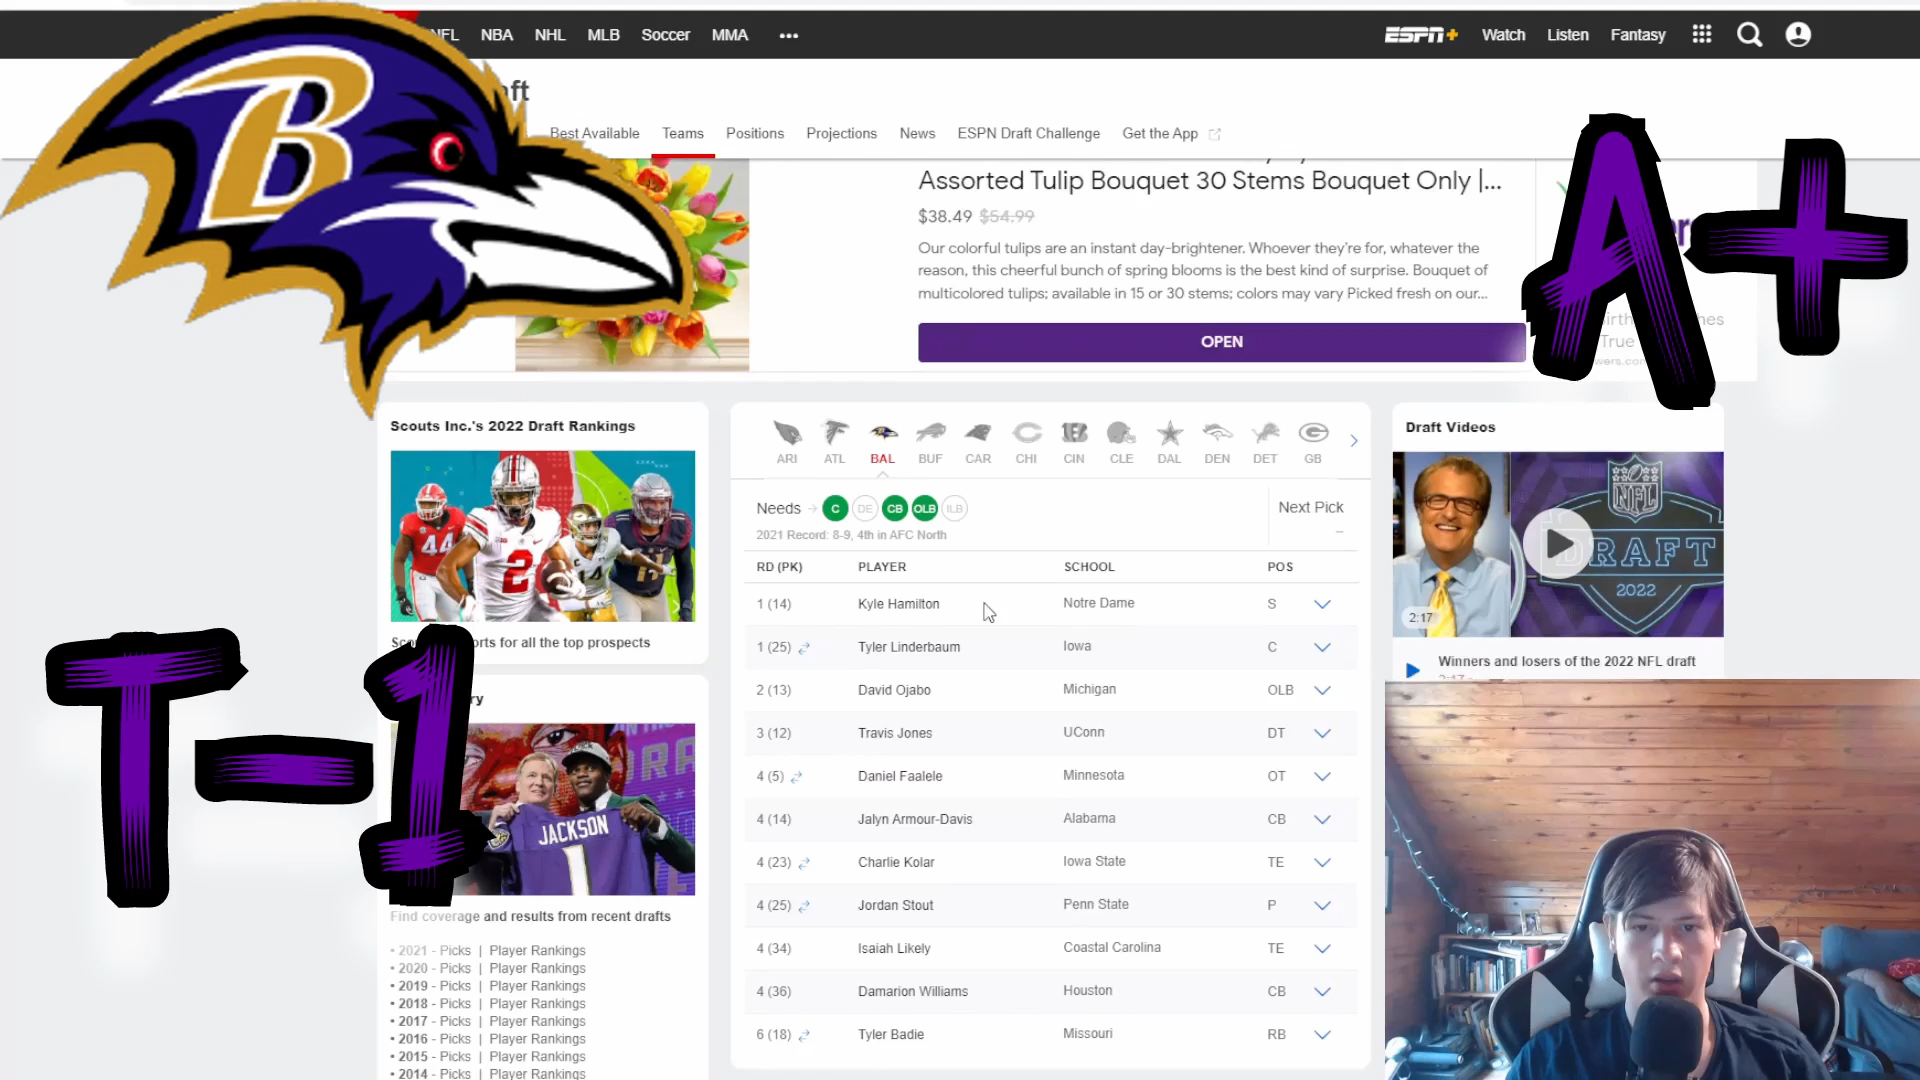 NFL NBA NHL MLB Soccer MMA •••
ESPN+ Watch Listen Fantasy
B
Best Available Teams Positions Projections News ESPN Draft Challenge Get the App
Assorted Tulip Bouquet 30 Stems Bouquet Only |...
$38.49 $54.99
Our colorful tulips are an instant day-brightener. Whoever they're for, whatever the
reason, this cheerful bunch of spring blooms is the best kind of surprise. Bouquet of
multicolored tulips; available in 15 or 30 stems; colors may vary Picked fresh on our...
OPEN
True
A+
T-1
Scouts Inc.'s 2022 Draft Rankings
44
2
14
11
for all the top prospects
JACKSON
1
Find coverage and results from recent drafts
• 2021 - Picks | Player Rankings
• 2020 - Picks | Player Rankings
• 2019 - Picks | Player Rankings
• 2018 - Picks | Player Rankings
• 2017 - Picks | Player Rankings
• 2016 - Picks | Player Rankings
• 2015 - Picks | Player Rankings
• 2014 - Picks | Player Rankings
ARI ATL BAL BUF CAR CHI CIN CLE DAL DEN DET GB
Needs C DE CB OLB ILB
2021 Record: 8-9, 4th in AFC North
Next Pick
--
RD (PK) PLAYER SCHOOL POS
1 (14) Kyle Hamilton Notre Dame S
1 (25) Tyler Linderbaum Iowa C
2 (13) David Ojabo Michigan OLB
3 (12) Travis Jones UConn DT
4 (5) Daniel Faalele Minnesota OT
4 (14) Jalyn Armour-Davis Alabama CB
4 (23) Charlie Kolar Iowa State TE
4 (25) Jordan Stout Penn State P
4 (34) Isaiah Likely Coastal Carolina TE
4 (36) Damarion Williams Houston CB
6 (18) Tyler Badie Missouri RB
Draft Videos
NFL
DRAFT
2022
2:17
Winners and losers of the 2022 NFL draft